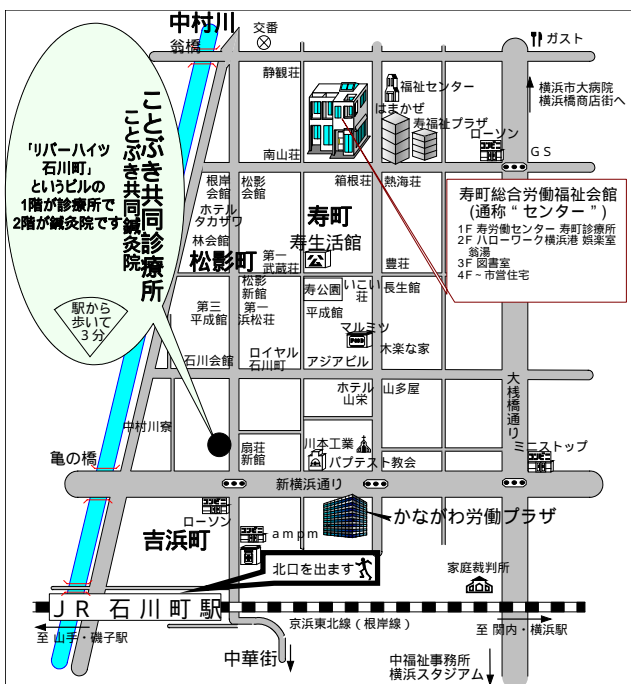 中村川
翁橋
交番
ガスト
静観荘
福祉センター
はまかぜ
寿福祉プラザ
ローソン
横浜市大病院
横浜橋商店街へ
ＧＳ
ことぶき共同診療所
ことぶき共同鍼灸院
「リバーハイツ
石川町」
というビルの
1階が診療所で
2階が鍼灸院です
駅から
歩いて
３分
南山荘
根岸
会館
松影
会館
箱根荘
熱海荘
ホテル
タカザワ
寿町
寿生活館
林会館
松影町
第一
武蔵荘
豊荘
寿町総合労働福祉会館
(通称“センター”)
1F 寿労働センター 寿町診療所
2F ハローワーク横浜港 娯楽室
翁湯
3F 図書室
4F～市営住宅
松影
新館
寿公園
いこい
荘
長生館
第三
平成館
第一
浜松荘
平成館
マルミツ
木楽な家
石川会館
ロイヤル
石川町
アジアビル
ホテル
山栄
山多屋
大桟橋通り
中村川寮
扇荘
新館
川本工業
バプテスト教会
ミニストップ
亀の橋
新横浜通り
ローソン
かながわ労働プラザ
吉浜町
ａｍｐｍ
北口を出ます
家庭裁判所
ＪＲ 石川町駅
京浜東北線（根岸線）
至 山手・磯子駅
至 関内・横浜駅
中華街
中福祉事務所
横浜スタジアム